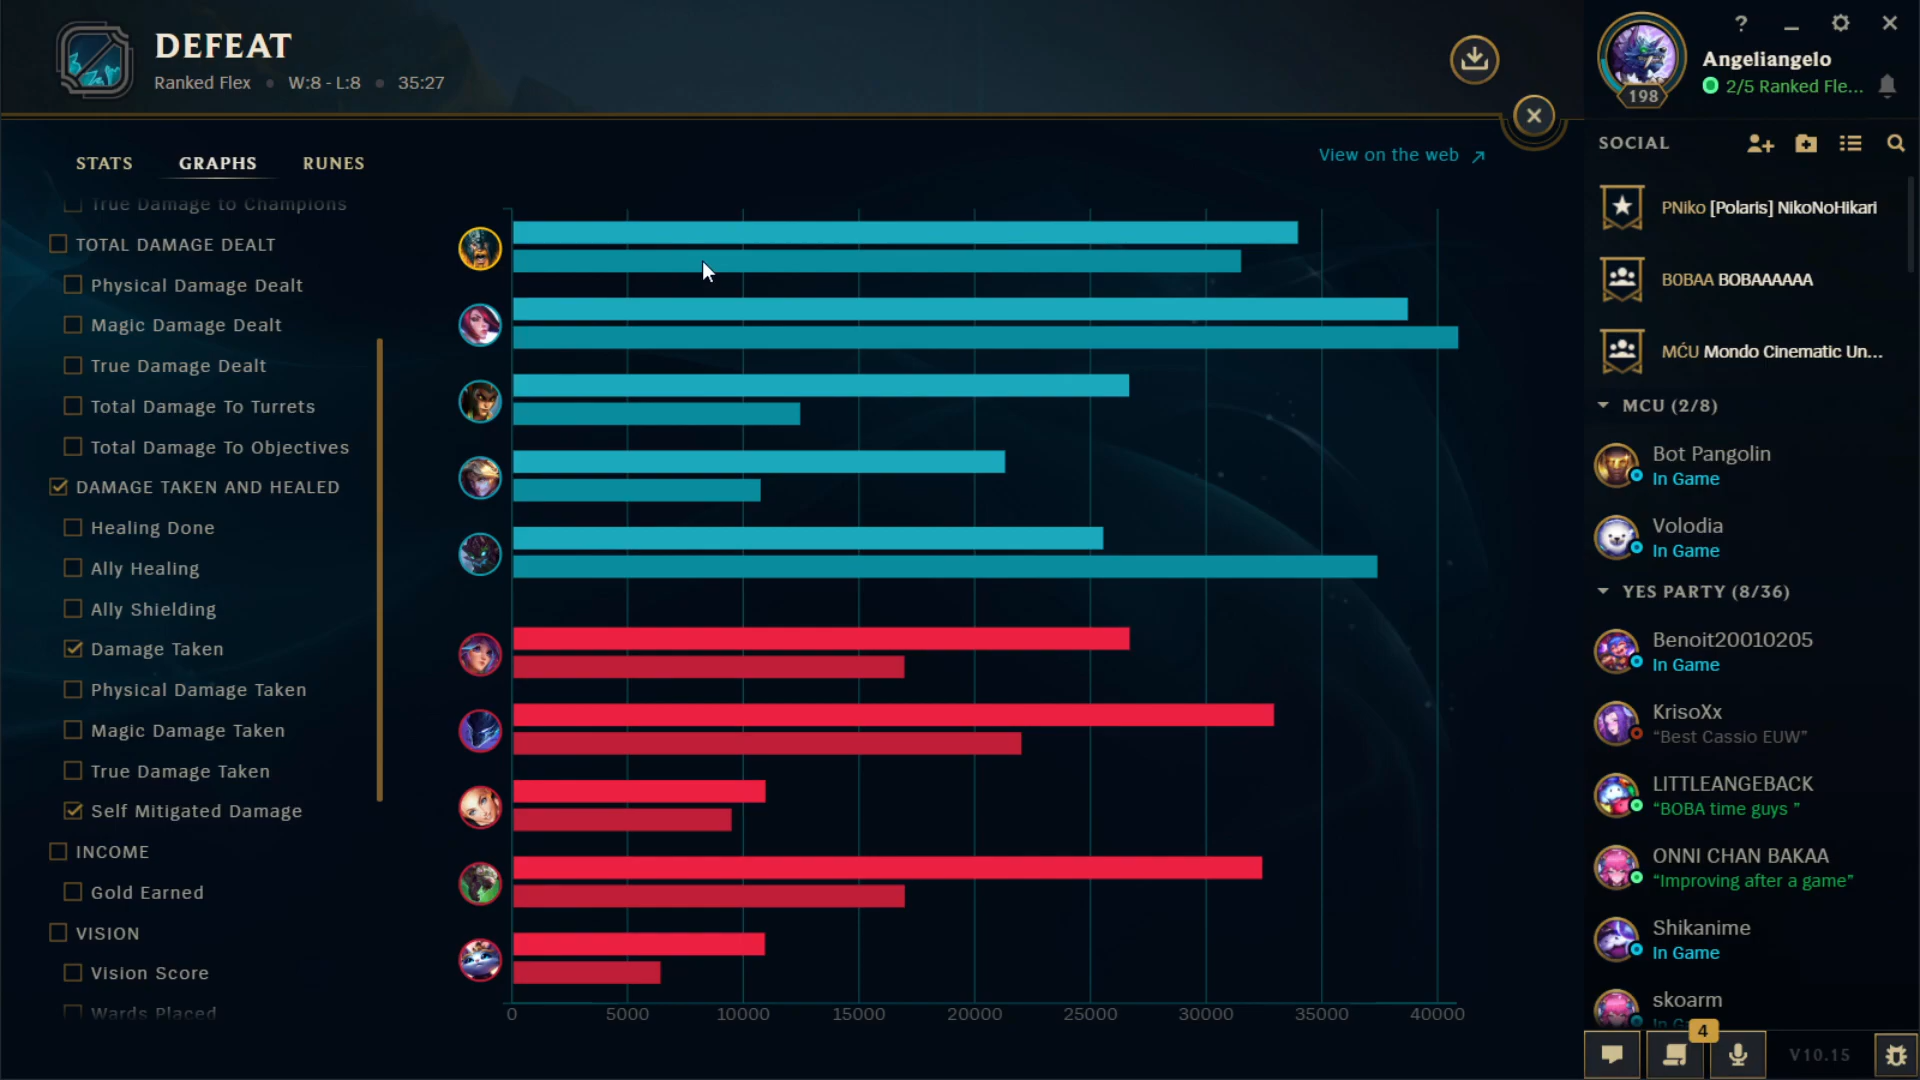 DEFEAT
Ranked Flex • W:8 - L:8 • 35:27
STATS GRAPHS RUNES
View on the web
True Damage to Champions
TOTAL DAMAGE DEALT
Physical Damage Dealt
Magic Damage Dealt
True Damage Dealt
Total Damage To Turrets
Total Damage To Objectives
DAMAGE TAKEN AND HEALED
Healing Done
Ally Healing
Ally Shielding
Damage Taken
Physical Damage Taken
Magic Damage Taken
True Damage Taken
Self Mitigated Damage
INCOME
Gold Earned
VISION
Vision Score
Wards Placed
0 5000 10000 15000 20000 25000 30000 35000 40000
?
Angeliangelo
2/5 Ranked Fle...
198
SOCIAL
PNiko [Polaris] NikoNoHikari
B0BAA BOBAAAAAA
MĆU Mondo Cinematic Un...
MCU (2/8)
Bot Pangolin
In Game
Volodia
In Game
YES PARTY (8/36)
Benoit20010205
In Game
KrisoXx
“Best Cassio EUW”
LITTLEANGEBACK
“BOBA time guys ”
ONNI CHAN BAKAA
“Improving after a game”
Shikanime
In Game
skoarm
In G
4
V10.15